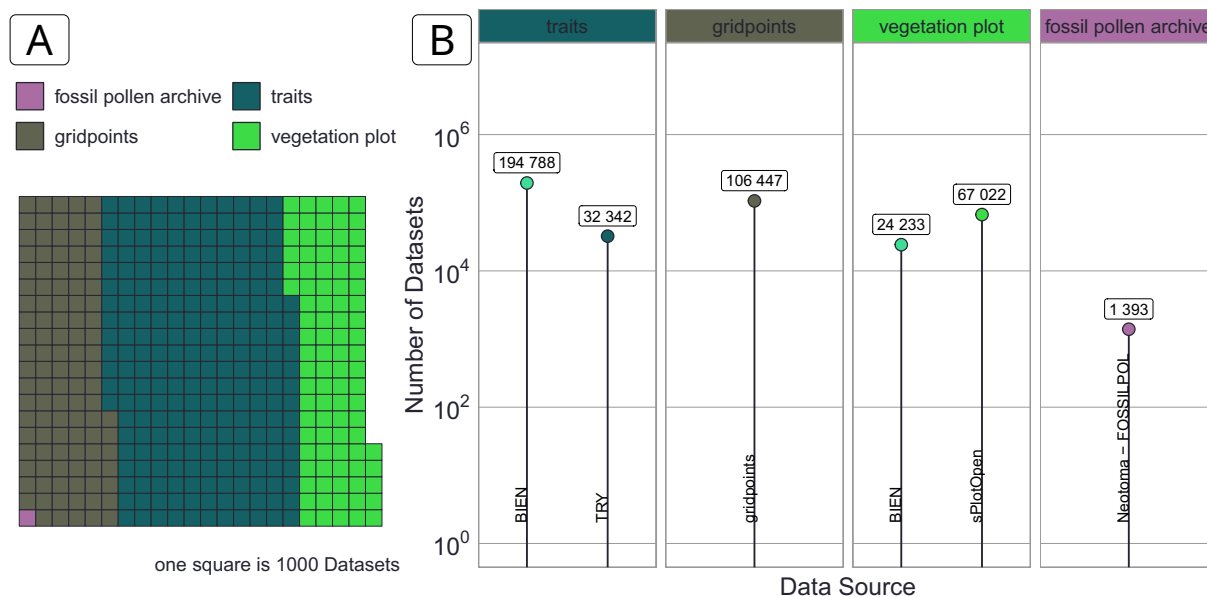 A
fossil pollen archive
traits
gridpoints
vegetation plot
one square is 1000 Datasets
B
traits
gridpoints
vegetation plot
fossil pollen archive
Number of Datasets
10^6
10^4
10^2
10^0
194 788
32 342
106 447
24 233
67 022
1 393
BIEN
TRY
gridpoints
BIEN
sPlotOpen
Neotoma − FOSSILPOL
Data Source